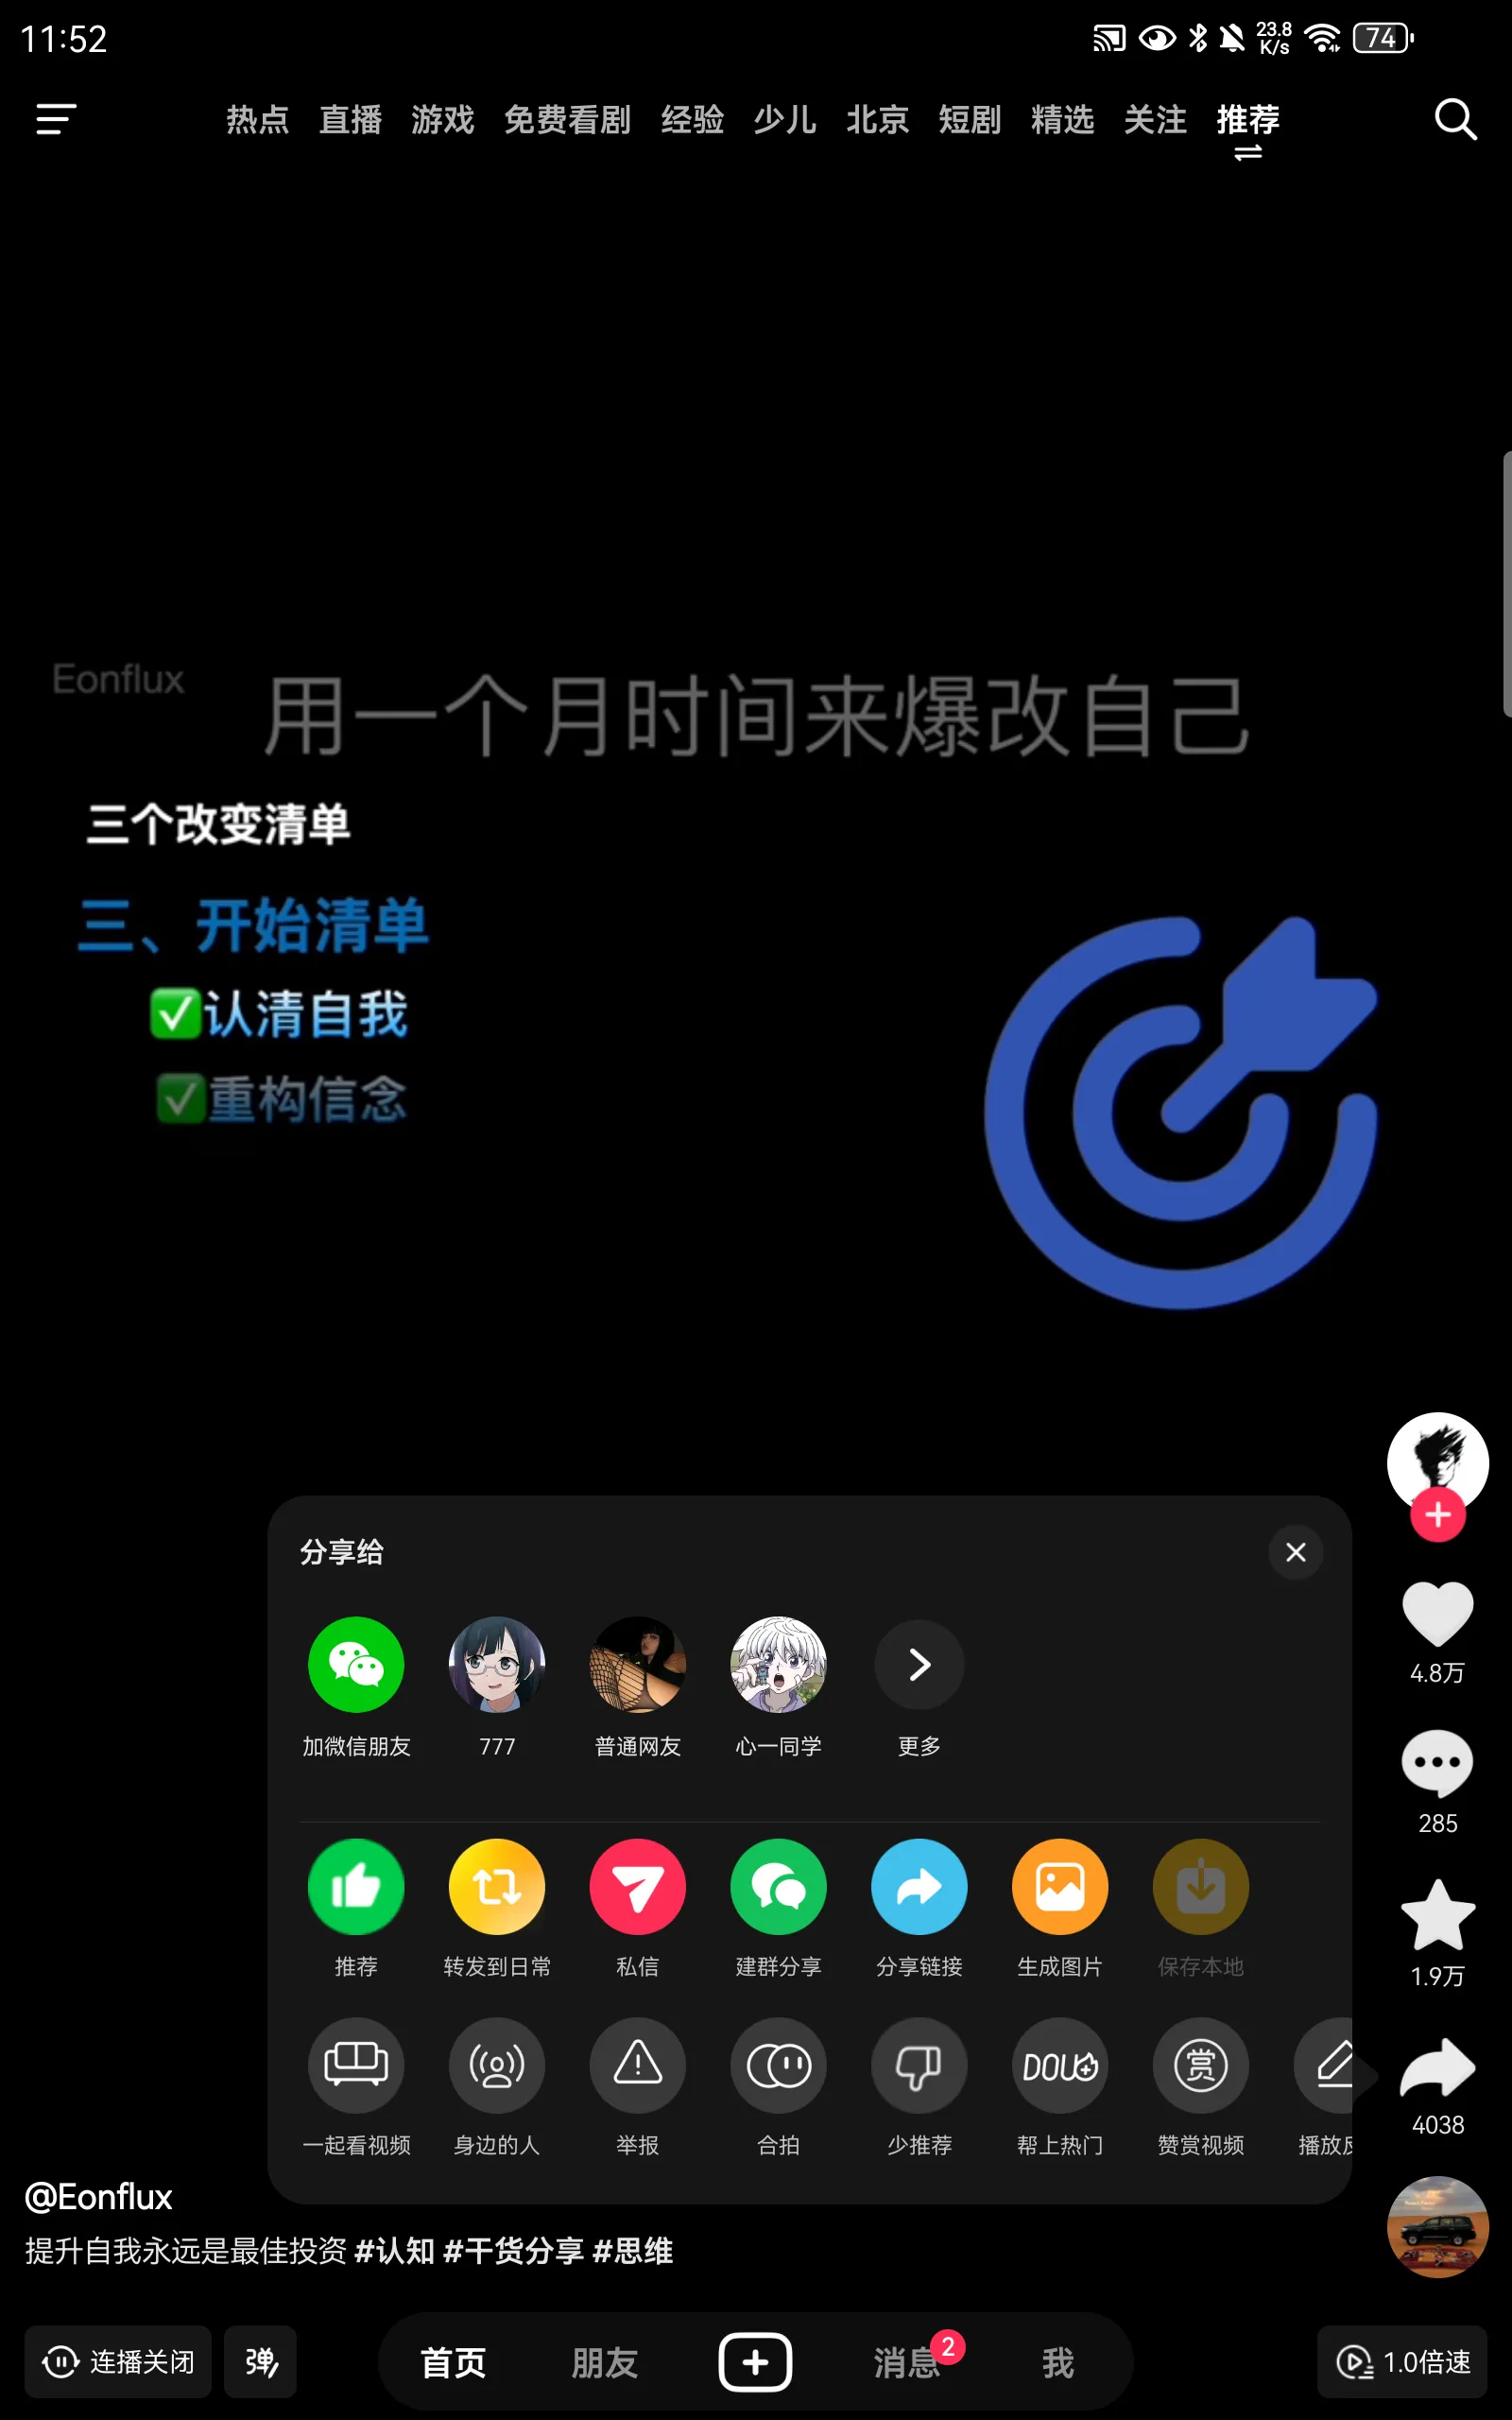 11:52
23.8
K/s
74
热点 直播 游戏 免费看剧 经验 少儿 北京 短剧 精选 关注 推荐
Eonflux
用一个月时间来爆改自己
三个改变清单
三、开始清单
✅认清自我
✅重构信念
分享给
加微信朋友 777 普通网友 心一同学 更多
4.8万
285
推荐 转发到日常 私信 建群分享 分享链接 生成图片 保存本地
1.9万
DOU+ 赏
一起看视频 身边的人 举报 合拍 少推荐 帮上热门 赞赏视频 播放反
4038
@Eonflux
提升自我永远是最佳投资 #认知 #干货分享 #思维
连播关闭 弹 首页 朋友 消息 2 我 1.0倍速